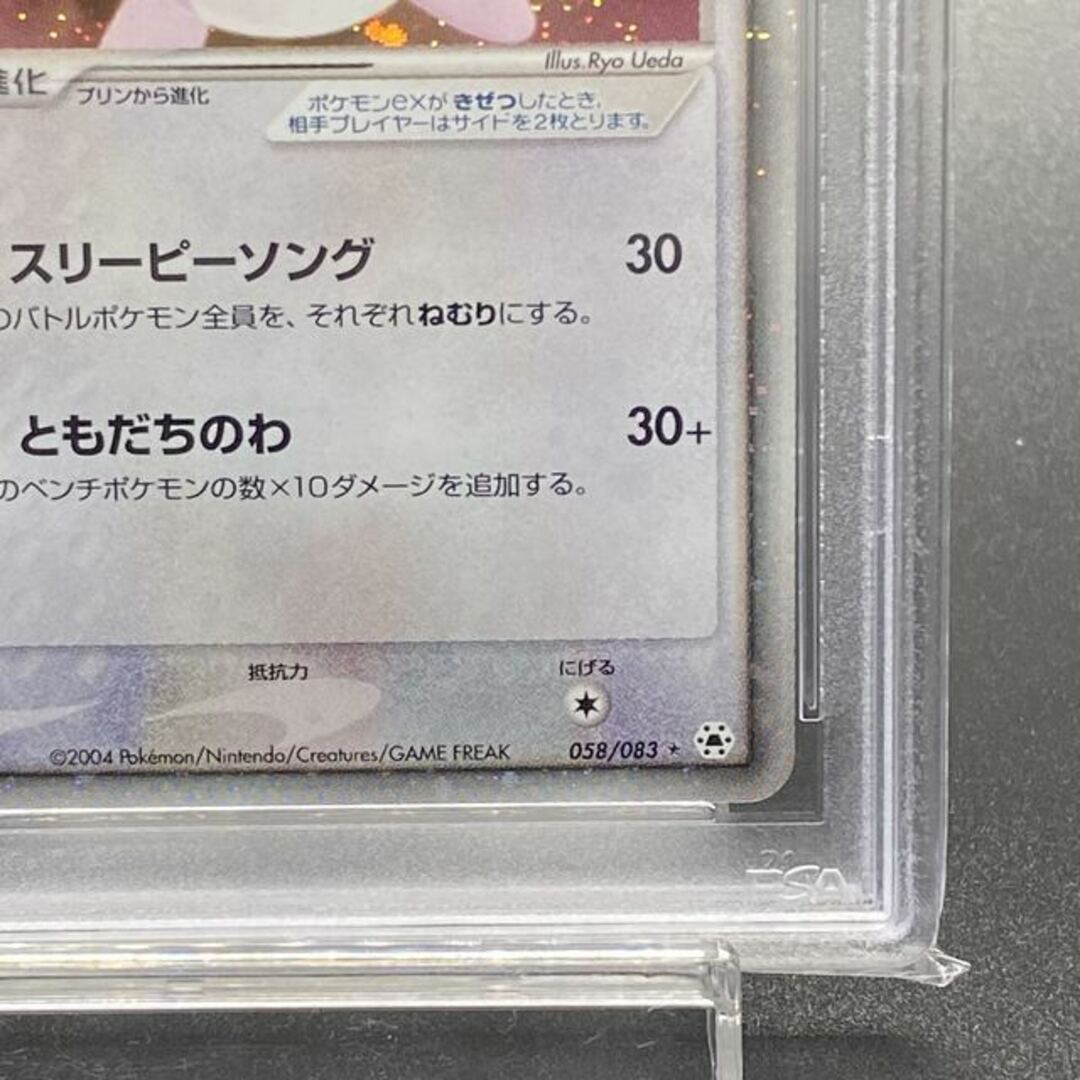 Illus.Ryo Ueda
進化
プリンから進化
ポケモンexが きぜつしたとき、
相手プレイヤーはサイドを2枚とります。
スリーピーソング 30
のバトルポケモン全員を、それぞれねむりにする。
ともだちのわ 30+
のベンチポケモンの数×10ダメージを追加する。
抵抗力 にげる
©2004 Pokémon/Nintendo/Creatures/GAME FREAK 058/083 ★
PSA